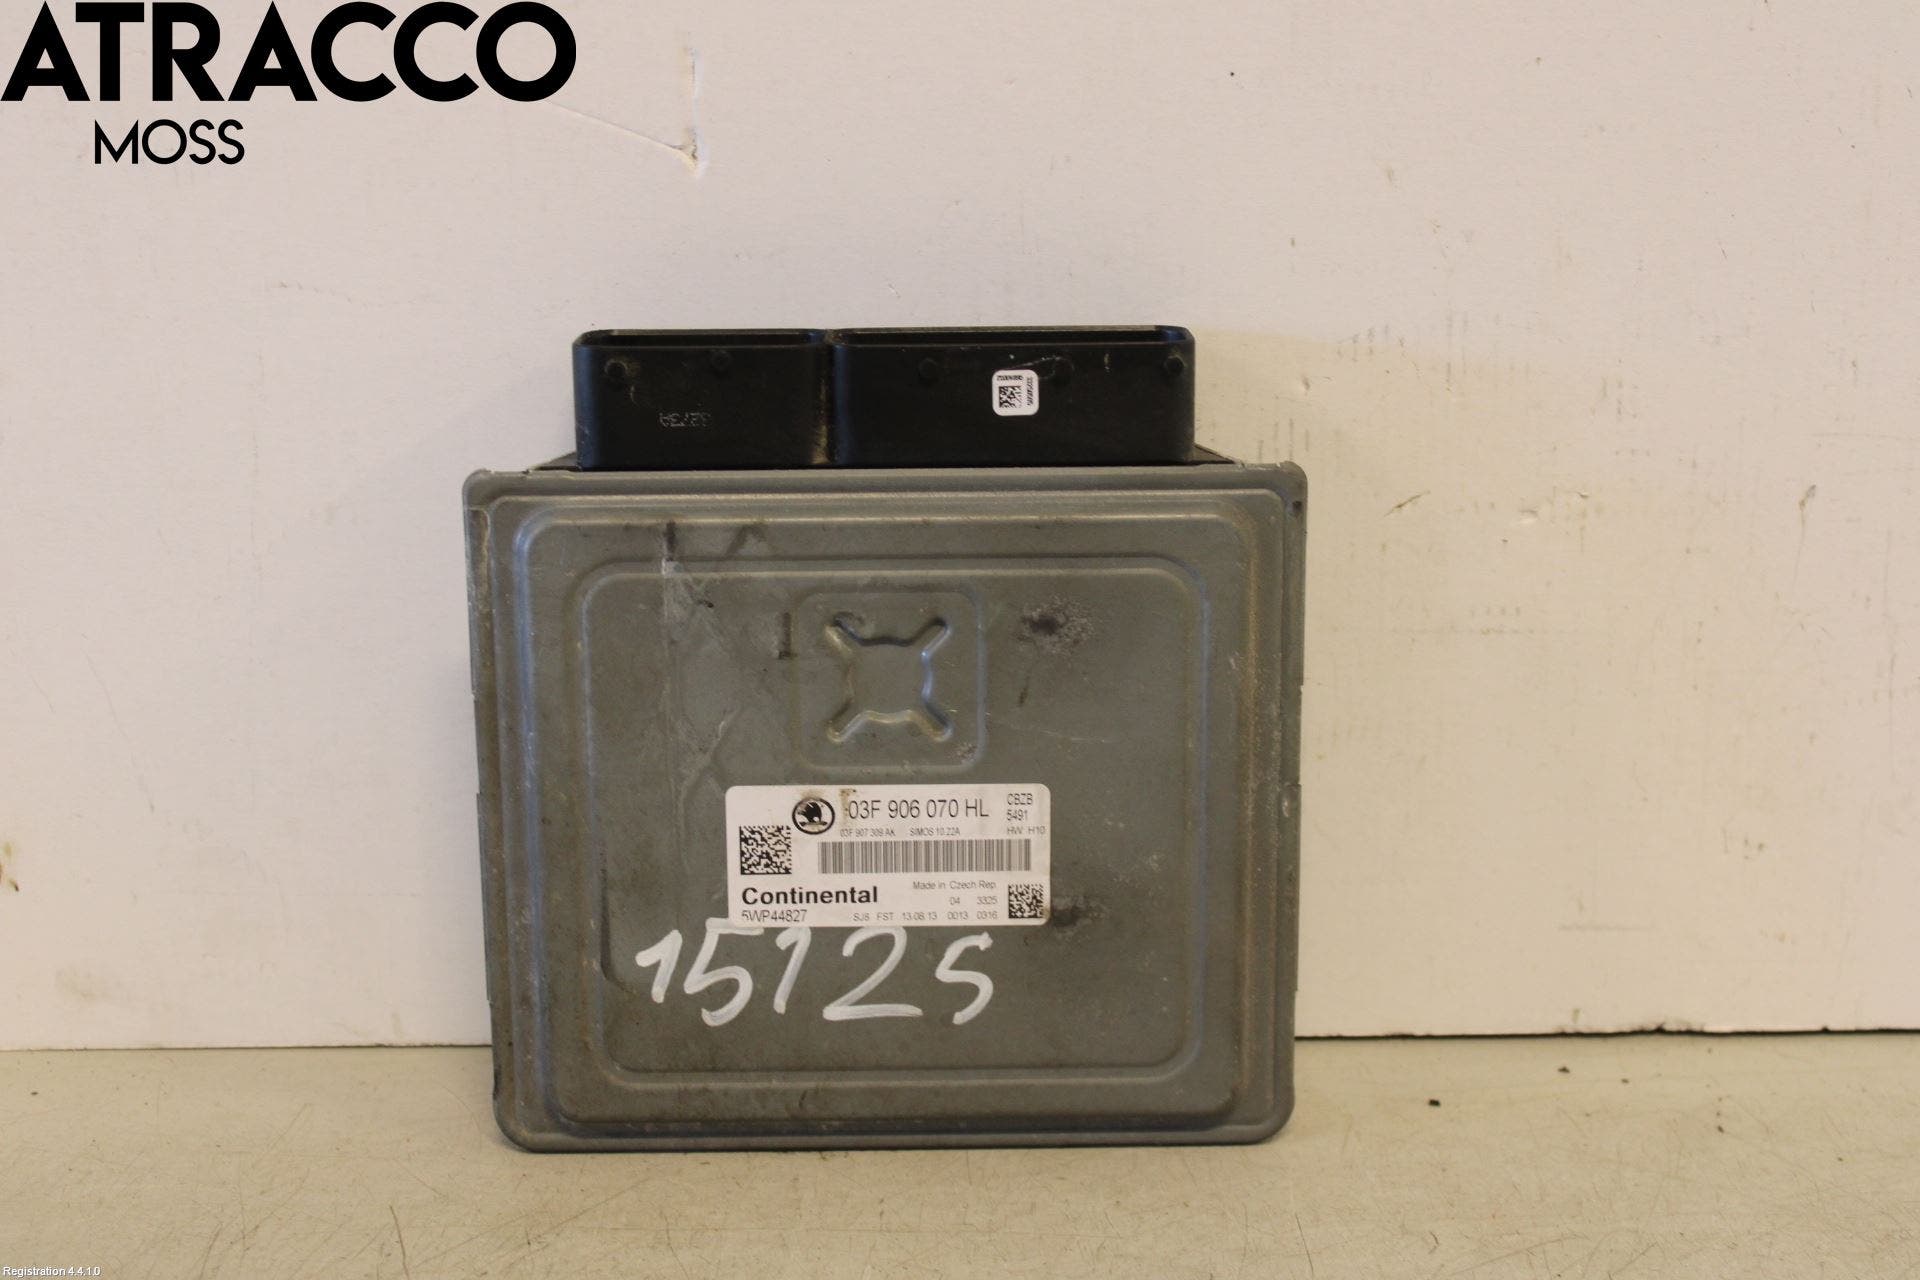 ATRACCO
MOSS
03F 906 070 HL
CBZB
5491
03F 907 309 AK SIMOS 10.22A HW H10
Continental
Made in Czech Rep.
04 3325
5WP44827
SJ8 FST 13.08.13 0013 0316
15125
Registration 4.4.1.0